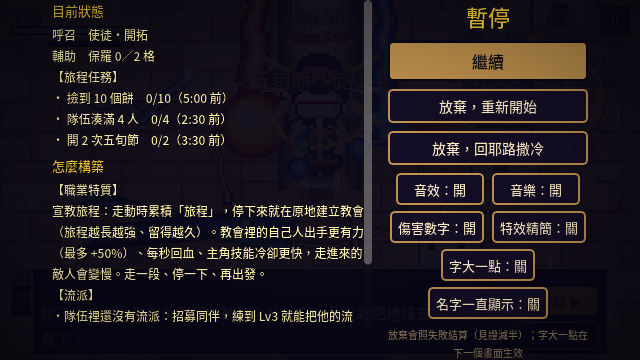 目前狀態
呼召　使徒・開拓
輔助　保羅 0／2 格
【旅程任務】
・ 撿到 10 個餅　0/10（5:00 前）
・ 隊伍湊滿 4 人　0/4（2:30 前）
・ 開 2 次五旬節　0/2（3:30 前）
怎麼構築
【職業特質】
宣教旅程：走動時累積「旅程」，停下來就在原地建立教會
（旅程越長越強、留得越久）。教會裡的自己人出手更有力
（最多 +50%）、每秒回血、主角技能冷卻更快，走進來的
敵人會變慢。走一段、停一下、再出發。
【流派】
・隊伍裡還沒有流派：招募同伴，練到 Lv3 就能把他的流
暫停
繼續
放棄，重新開始
放棄，回耶路撒冷
音效：開
音樂：開
傷害數字：開
特效精簡：關
字大一點：關
名字一直顯示：關
放棄會照失敗結算（見證減半）；字大一點在
下一個畫面生效